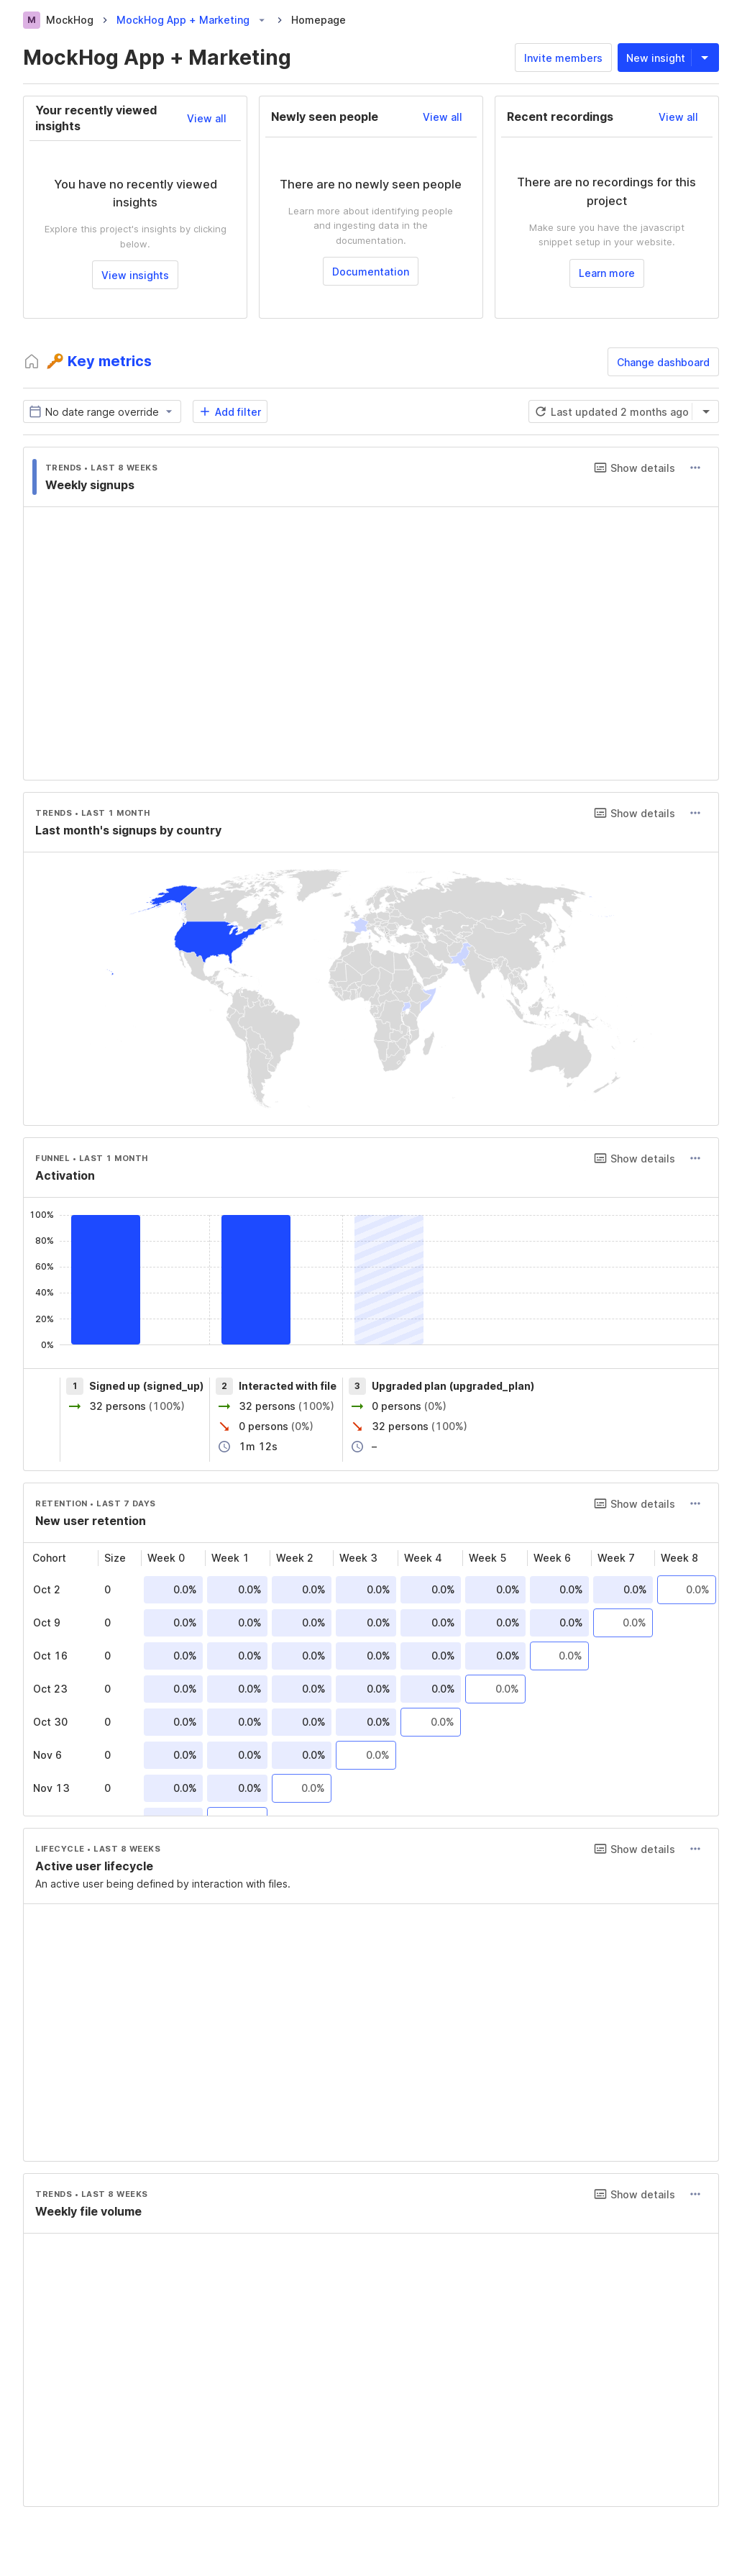 M MockHog > MockHog App + Marketing > Homepage
MockHog App + Marketing
Invite members
New insight
Your recently viewed
insights
View all
You have no recently viewed
insights
Explore this project's insights by clicking
below.
View insights
Newly seen people
View all
There are no newly seen people
Learn more about identifying people
and ingesting data in the
documentation.
Documentation
Recent recordings
View all
There are no recordings for this
project
Make sure you have the javascript
snippet setup in your website.
Learn more
Key metrics
Change dashboard
No date range override
Add filter
Last updated 2 months ago
TRENDS • LAST 8 WEEKS
Show details
Weekly signups
TRENDS • LAST 1 MONTH
Show details
Last month's signups by country
FUNNEL • LAST 1 MONTH
Show details
Activation
100%
80%
60%
40%
20%
0%
1 Signed up (signed_up)
32 persons (100%)
2 Interacted with file
32 persons (100%)
0 persons (0%)
1m 12s
3 Upgraded plan (upgraded_plan)
0 persons (0%)
32 persons (100%)
–
RETENTION • LAST 7 DAYS
Show details
New user retention
Cohort Size Week 0 Week 1 Week 2 Week 3 Week 4 Week 5 Week 6 Week 7 Week 8
Oct 2 0 0.0% 0.0% 0.0% 0.0% 0.0% 0.0% 0.0% 0.0% 0.0%
Oct 9 0 0.0% 0.0% 0.0% 0.0% 0.0% 0.0% 0.0% 0.0%
Oct 16 0 0.0% 0.0% 0.0% 0.0% 0.0% 0.0% 0.0%
Oct 23 0 0.0% 0.0% 0.0% 0.0% 0.0% 0.0%
Oct 30 0 0.0% 0.0% 0.0% 0.0% 0.0%
Nov 6 0 0.0% 0.0% 0.0% 0.0%
Nov 13 0 0.0% 0.0% 0.0%
LIFECYCLE • LAST 8 WEEKS
Show details
Active user lifecycle
An active user being defined by interaction with files.
TRENDS • LAST 8 WEEKS
Show details
Weekly file volume